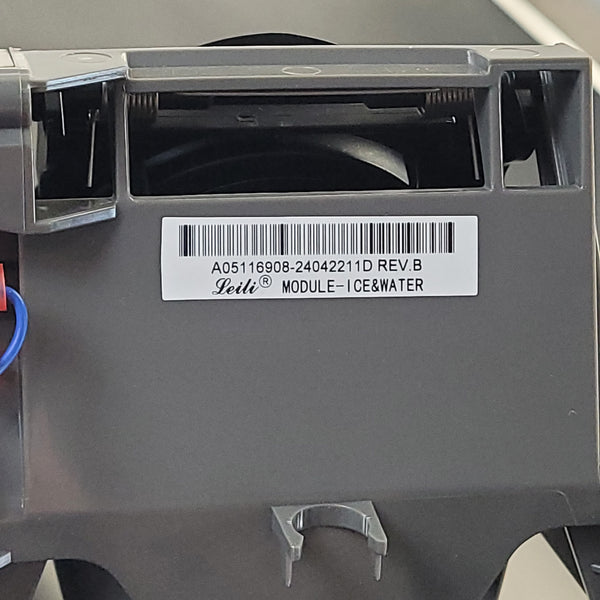 A05116908-24042211D REV.B
Leili® MODULE-ICE&WATER